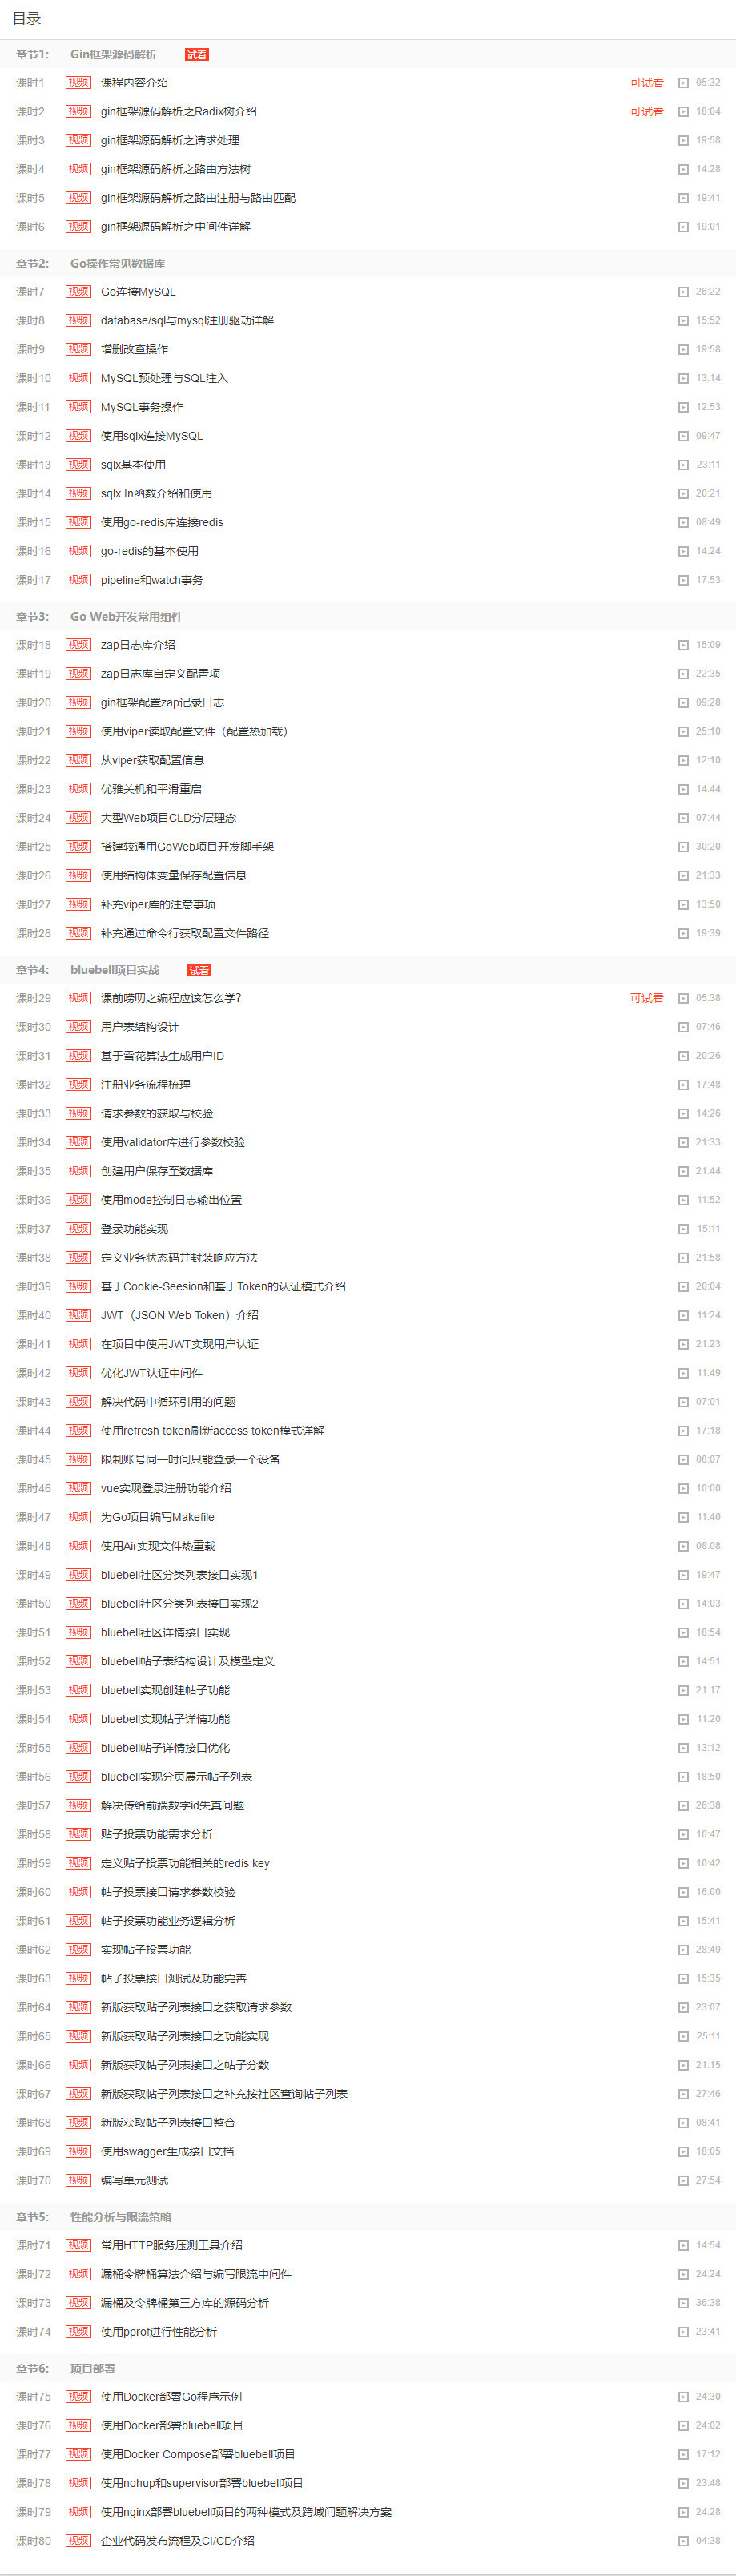 目录
章节1: Gin框架源码解析 试看
课时1 视频 课程内容介绍 可试看 05:32
课时2 视频 gin框架源码解析之Radix树介绍 可试看 18:04
课时3 视频 gin框架源码解析之请求处理 19:58
课时4 视频 gin框架源码解析之路由方法树 14:28
课时5 视频 gin框架源码解析之路由注册与路由匹配 19:41
课时6 视频 gin框架源码解析之中间件详解 19:01
章节2: Go操作常见数据库
课时7 视频 Go连接MySQL 26:22
课时8 视频 database/sql与mysql注册驱动详解 15:52
课时9 视频 增删改查操作 19:58
课时10 视频 MySQL预处理与SQL注入 13:14
课时11 视频 MySQL事务操作 12:53
课时12 视频 使用sqlx连接MySQL 09:47
课时13 视频 sqlx基本使用 23:11
课时14 视频 sqlx.In函数介绍和使用 20:21
课时15 视频 使用go-redis库连接redis 08:49
课时16 视频 go-redis的基本使用 14:24
课时17 视频 pipeline和watch事务 17:53
章节3: Go Web开发常用组件
课时18 视频 zap日志库介绍 15:09
课时19 视频 zap日志库自定义配置项 22:35
课时20 视频 gin框架配置zap记录日志 09:28
课时21 视频 使用viper读取配置文件（配置热加载） 25:10
课时22 视频 从viper获取配置信息 12:10
课时23 视频 优雅关机和平滑重启 14:44
课时24 视频 大型Web项目CLD分层理念 07:44
课时25 视频 搭建较通用GoWeb项目开发脚手架 30:20
课时26 视频 使用结构体变量保存配置信息 21:33
课时27 视频 补充viper库的注意事项 13:50
课时28 视频 补充通过命令行获取配置文件路径 19:39
章节4: bluebell项目实战 试看
课时29 视频 课前唠叨之编程应该怎么学? 可试看 05:38
课时30 视频 用户表结构设计 07:46
课时31 视频 基于雪花算法生成用户ID 20:26
课时32 视频 注册业务流程梳理 17:48
课时33 视频 请求参数的获取与校验 14:26
课时34 视频 使用validator库进行参数校验 21:33
课时35 视频 创建用户保存至数据库 21:44
课时36 视频 使用mode控制日志输出位置 11:52
课时37 视频 登录功能实现 15:11
课时38 视频 定义业务状态码并封装响应方法 21:58
课时39 视频 基于Cookie-Seesion和基于Token的认证模式介绍 20:04
课时40 视频 JWT（JSON Web Token）介绍 11:24
课时41 视频 在项目中使用JWT实现用户认证 21:23
课时42 视频 优化JWT认证中间件 11:49
课时43 视频 解决代码中循环引用的问题 07:01
课时44 视频 使用refresh token刷新access token模式详解 17:18
课时45 视频 限制账号同一时间只能登录一个设备 08:07
课时46 视频 vue实现登录注册功能介绍 10:00
课时47 视频 为Go项目编写Makefile 11:40
课时48 视频 使用Air实现文件热重载 08:08
课时49 视频 bluebell社区分类列表接口实现1 19:47
课时50 视频 bluebell社区分类列表接口实现2 14:03
课时51 视频 bluebell社区详情接口实现 18:54
课时52 视频 bluebell帖子表结构设计及模型定义 14:51
课时53 视频 bluebell实现创建帖子功能 21:17
课时54 视频 bluebell实现帖子详情功能 11:20
课时55 视频 bluebell帖子详情接口优化 13:12
课时56 视频 bluebell实现分页展示帖子列表 18:50
课时57 视频 解决传给前端数字id失真问题 26:38
课时58 视频 贴子投票功能需求分析 10:47
课时59 视频 定义贴子投票功能相关的redis key 10:42
课时60 视频 帖子投票接口请求参数校验 16:00
课时61 视频 帖子投票功能业务逻辑分析 15:41
课时62 视频 实现帖子投票功能 28:49
课时63 视频 帖子投票接口测试及功能完善 15:35
课时64 视频 新版获取贴子列表接口之获取请求参数 23:07
课时65 视频 新版获取贴子列表接口之功能实现 25:11
课时66 视频 新版获取帖子列表接口之帖子分数 21:15
课时67 视频 新版获取帖子列表接口之补充按社区查询帖子列表 27:46
课时68 视频 新版获取帖子列表接口整合 08:41
课时69 视频 使用swagger生成接口文档 18:05
课时70 视频 编写单元测试 27:54
章节5: 性能分析与限流策略
课时71 视频 常用HTTP服务压测工具介绍 14:54
课时72 视频 漏桶令牌桶算法介绍与编写限流中间件 24:24
课时73 视频 漏桶及令牌桶第三方库的源码分析 36:38
课时74 视频 使用pprof进行性能分析 23:41
章节6: 项目部署
课时75 视频 使用Docker部署Go程序示例 24:30
课时76 视频 使用Docker部署bluebell项目 24:02
课时77 视频 使用Docker Compose部署bluebell项目 17:12
课时78 视频 使用nohup和supervisor部署bluebell项目 23:48
课时79 视频 使用nginx部署bluebell项目的两种模式及跨域问题解决方案 24:28
课时80 视频 企业代码发布流程及CI/CD介绍 04:38